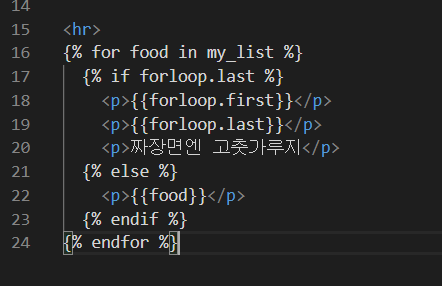 14
15 <hr>
16 {% for food in my_list %}
17 {% if forloop.last %}
18 <p>{{forloop.first}}</p>
19 <p>{{forloop.last}}</p>
20 <p>짜장면엔 고춧가루지</p>
21 {% else %}
22 <p>{{food}}</p>
23 {% endif %}
24 {% endfor %}